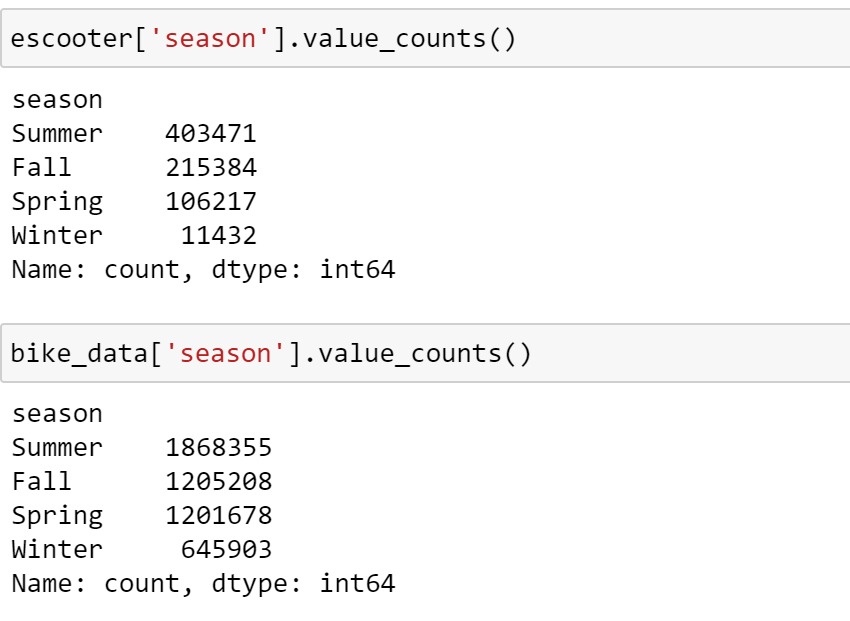 escooter['season'].value_counts()
season
Summer    403471
Fall      215384
Spring    106217
Winter     11432
Name: count, dtype: int64
bike_data['season'].value_counts()
season
Summer    1868355
Fall      1205208
Spring    1201678
Winter     645903
Name: count, dtype: int64